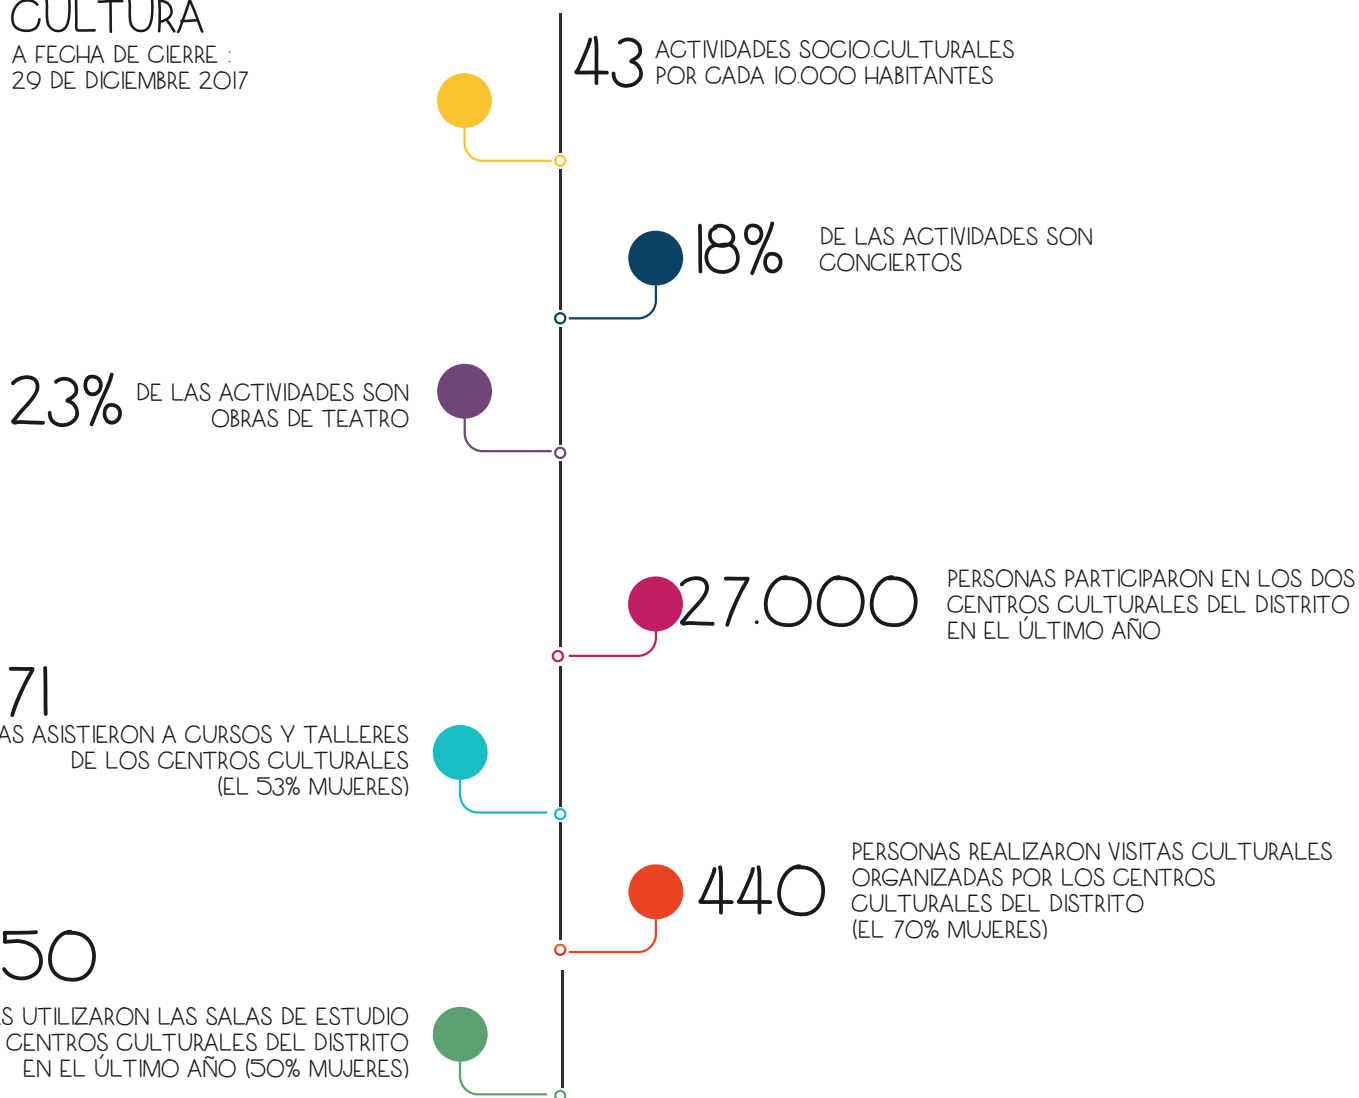 CULTURA
A FECHA DE CIERRE :
29 DE DICIEMBRE 2017
43
ACTIVIDADES SOCIO.CULTURALES
POR CADA 10.000 HABITANTES
18%
DE LAS ACTIVIDADES SON
CONCIERTOS
23%
DE LAS ACTIVIDADES SON
OBRAS DE TEATRO
27.000
PERSONAS PARTICIPARON EN LOS DOS
CENTROS CULTURALES DEL DISTRITO
EN EL ÚLTIMO AÑO
71
ASISTIERON A CURSOS Y TALLERES
DE LOS CENTROS CULTURALES
(EL 53% MUJERES)
440
PERSONAS REALIZARON VISITAS CULTURALES
ORGANIZADAS POR LOS CENTROS
CULTURALES DEL DISTRITO
(EL 70% MUJERES)
50
UTILIZARON LAS SALAS DE ESTUDIO
CENTROS CULTURALES DEL DISTRITO
EN EL ÚLTIMO AÑO (50% MUJERES)